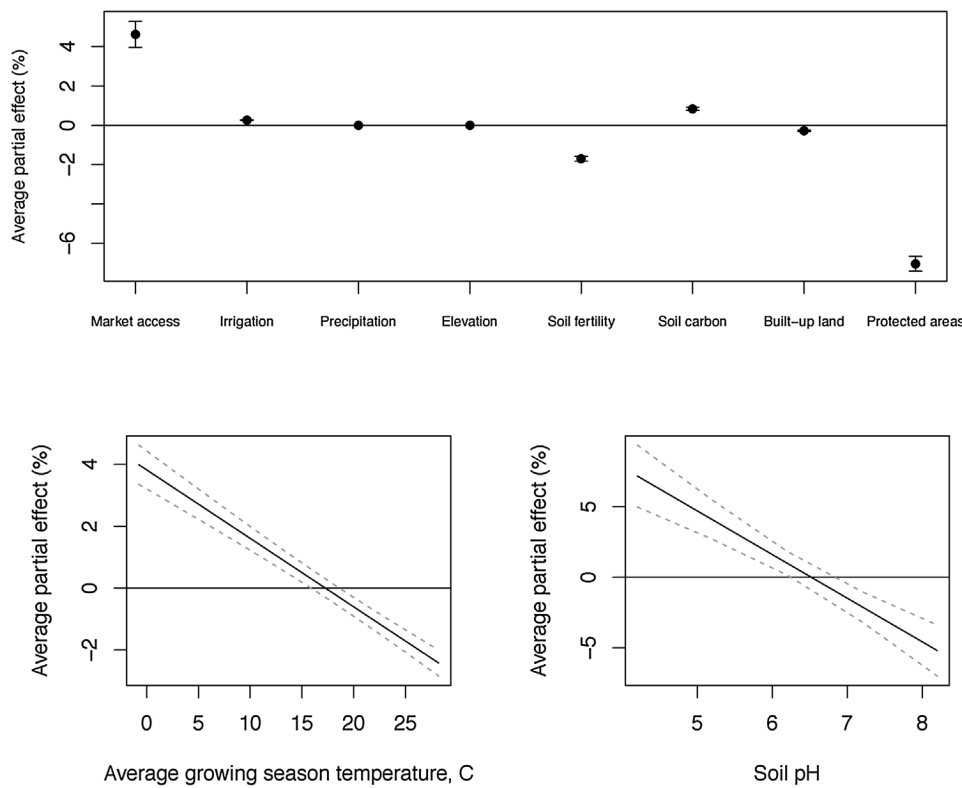 Average partial effect (%)
4
2
0
−2
−6
Market access Irrigation Precipitation Elevation Soil fertility Soil carbon Built−up land Protected areas
Average partial effect (%)
4
2
0
−2
0 5 10 15 20 25
Average growing season temperature, C
Average partial effect (%)
5
0
−5
5 6 7 8
Soil pH